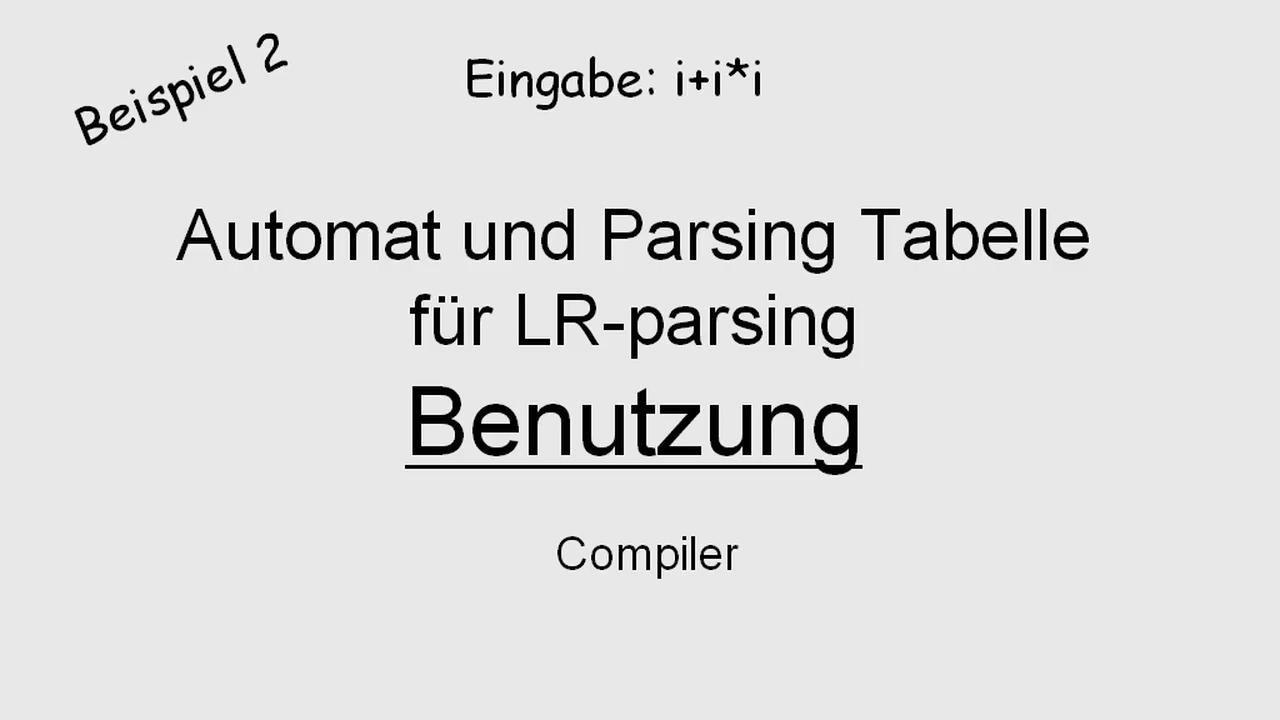 Beispiel 2
Eingabe: i+i*i
Automat und Parsing Tabelle
für LR-parsing
Benutzung
Compiler